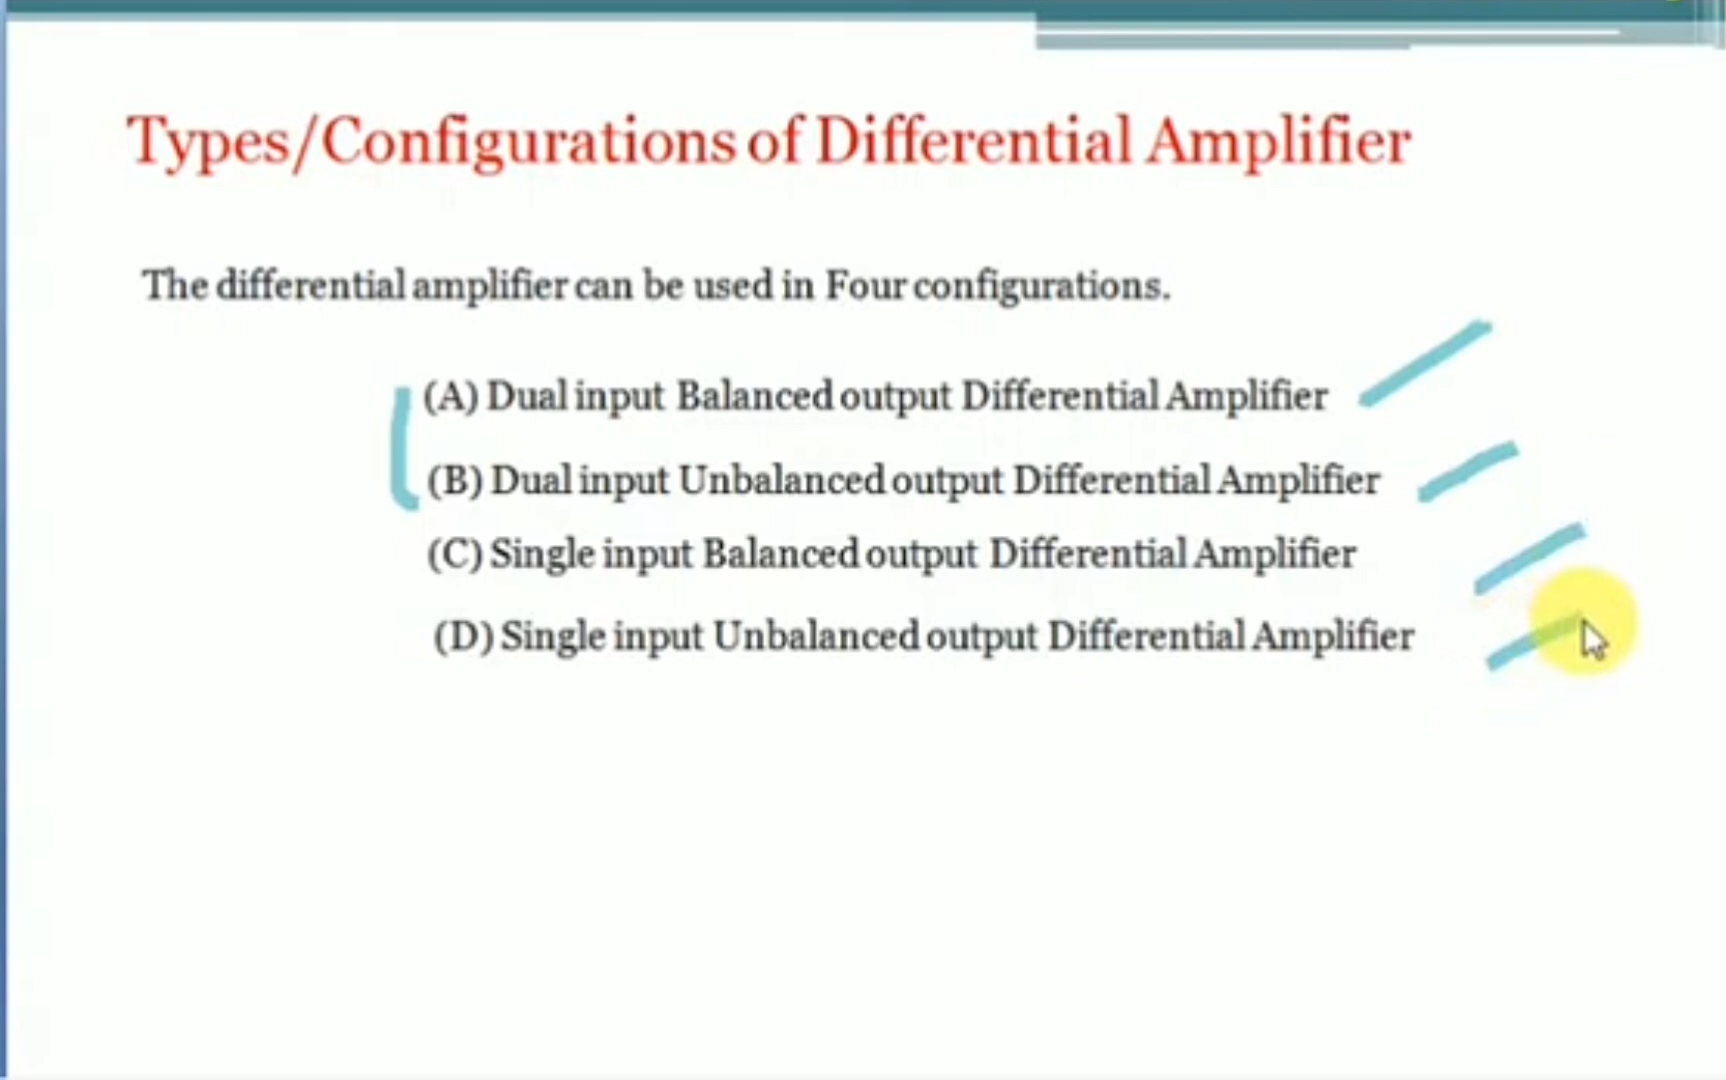 Types/Configurations of Differential Amplifier
The differential amplifier can be used in Four configurations.
(A) Dual input Balanced output Differential Amplifier
(B) Dual input Unbalanced output Differential Amplifier
(C) Single input Balanced output Differential Amplifier
(D) Single input Unbalanced output Differential Amplifier